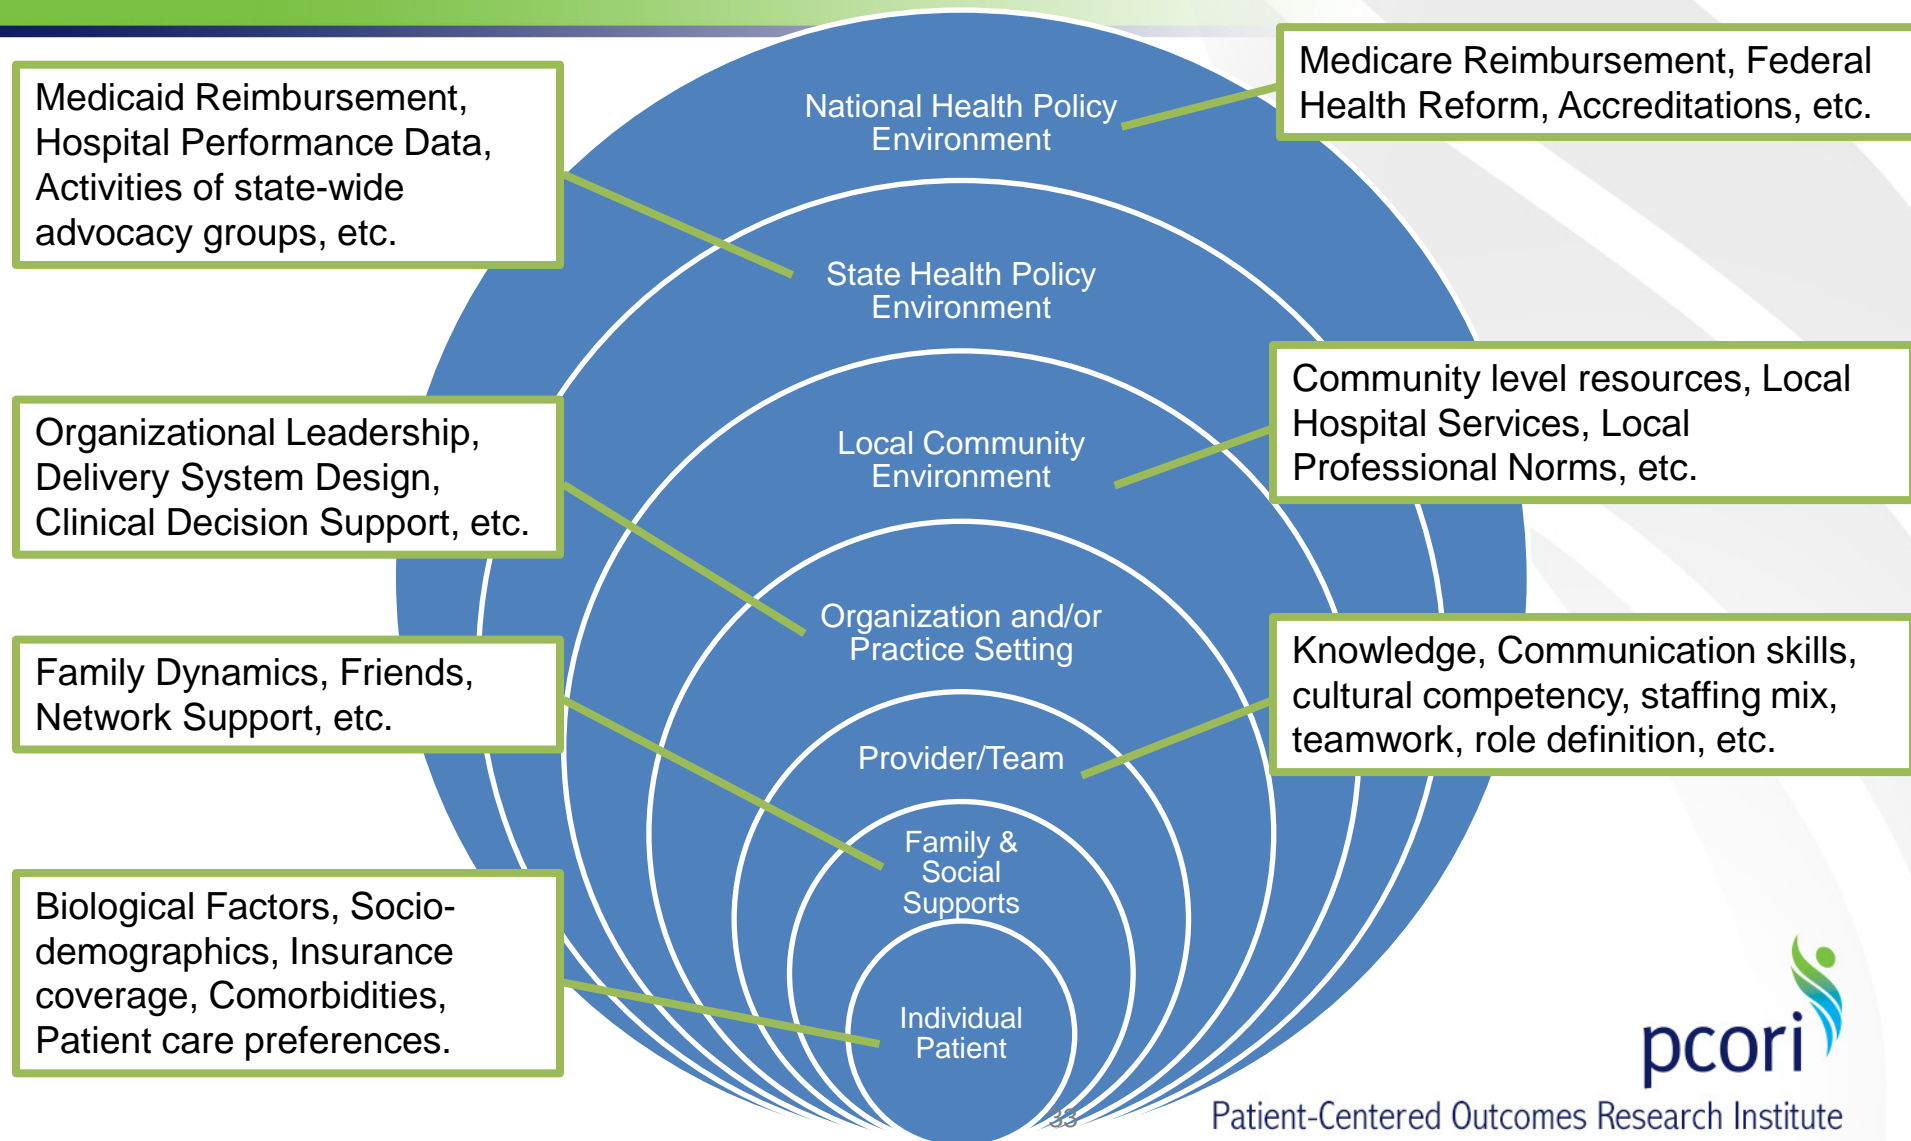 Medicaid Reimbursement,
Hospital Performance Data,
Activities of state-wide
advocacy groups, etc.
National Health Policy
Environment
Medicare Reimbursement, Federal
Health Reform, Accreditations, etc.
State Health Policy
Environment
Organizational Leadership,
Delivery System Design,
Clinical Decision Support, etc.
Local Community
Environment
Community level resources, Local
Hospital Services, Local
Professional Norms, etc.
Organization and/or
Practice Setting
Family Dynamics, Friends,
Network Support, etc.
Provider/Team
Knowledge, Communication skills,
cultural competency, staffing mix,
teamwork, role definition, etc.
Family &
Social
Supports
Biological Factors, Socio-
demographics, Insurance
coverage, Comorbidities,
Patient care preferences.
Individual
Patient
33
pcori
Patient-Centered Outcomes Research Institute